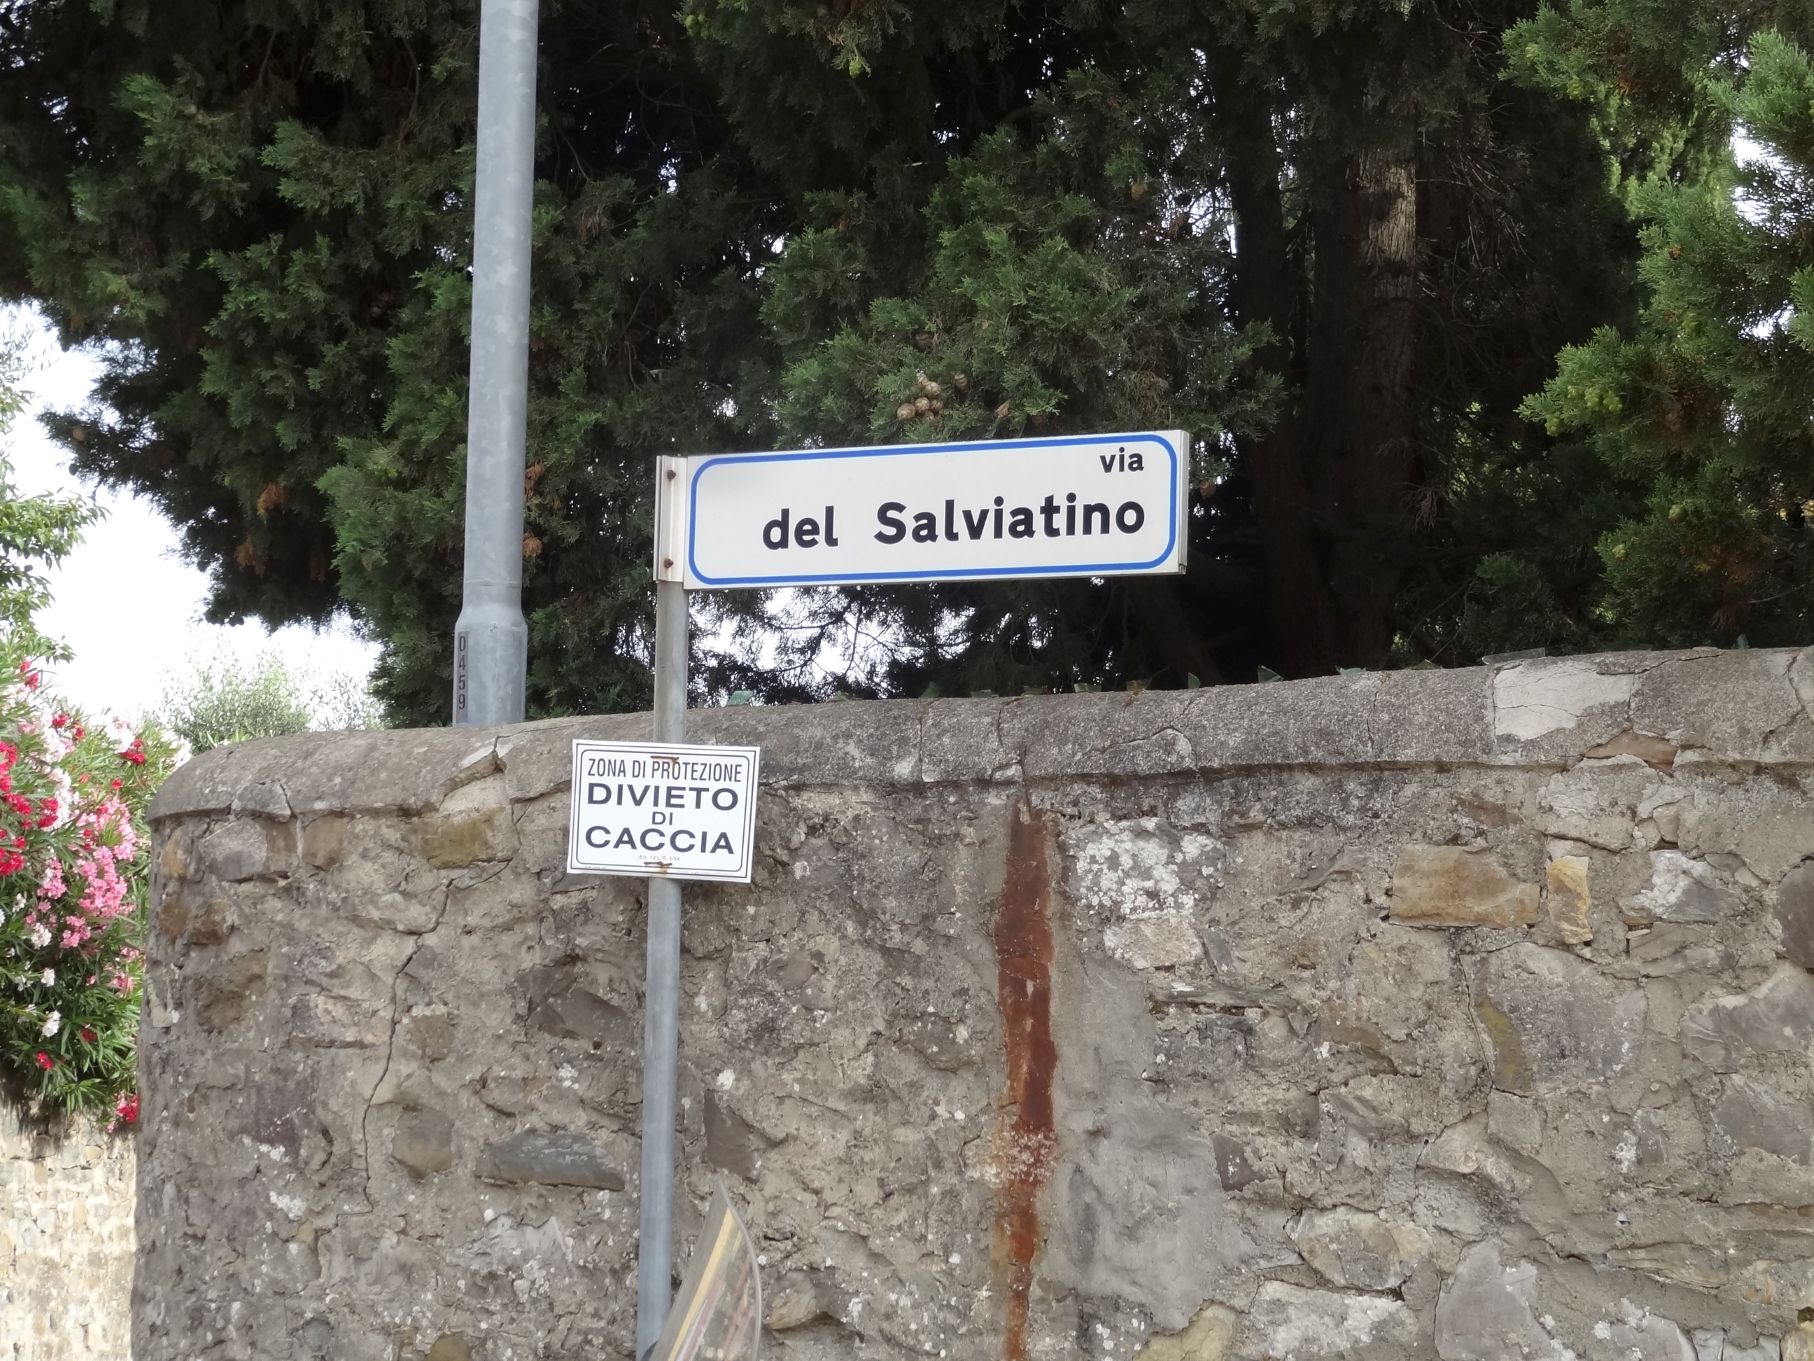 via
del Salviatino
0459
ZONA DI PROTEZIONE
DIVIETO
DI
CACCIA